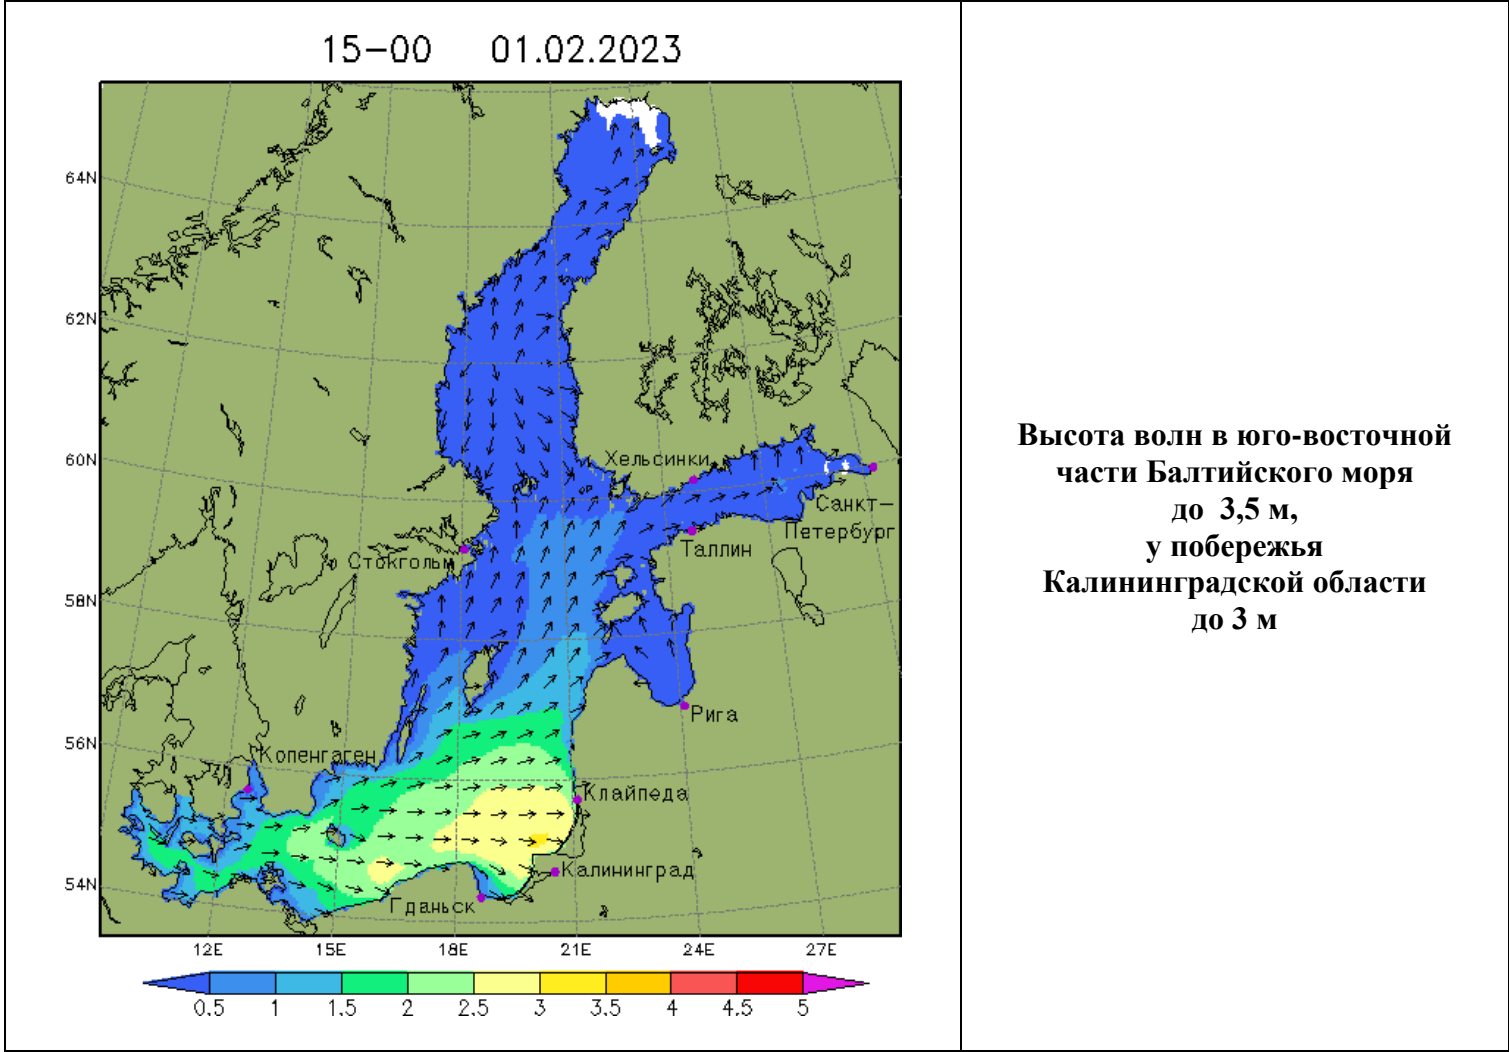 15-00 01.02.2023
64N
62N
60N
58N
56N
54N
Хельсинки
Санкт-
Петербург
Таллин
Стокгольм
Рига
Копенгаген
Клайпеда
Калининград
Гданьск
12E 15E 18E 21E 24E 27E
0.5 1 1.5 2 2.5 3 3.5 4 4.5 5
Высота волн в юго-восточной
части Балтийского моря
до 3,5 м,
у побережья
Калининградской области
до 3 м